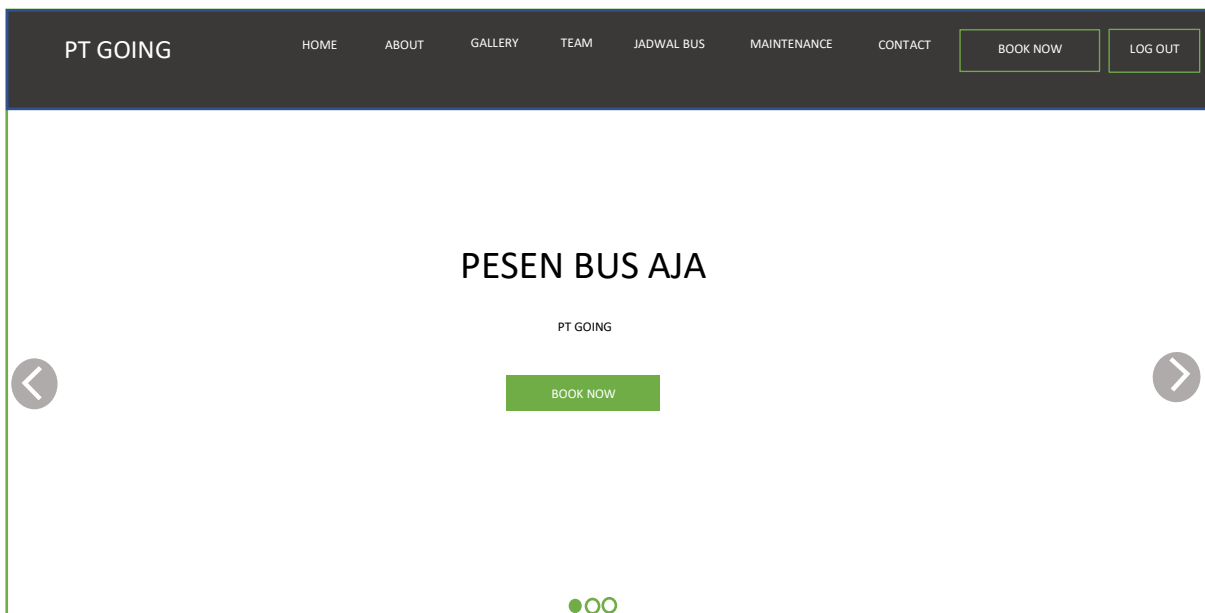 PT GOING
HOME ABOUT GALLERY TEAM JADWAL BUS MAINTENANCE CONTACT BOOK NOW LOG OUT
PESEN BUS AJA
PT GOING
BOOK NOW